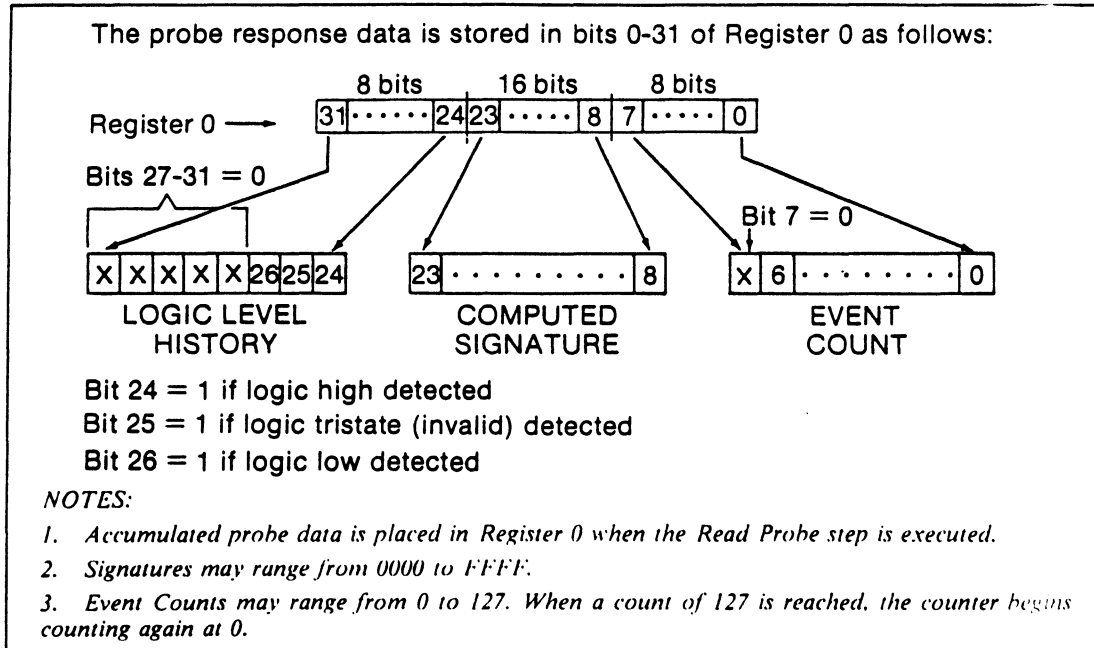 The probe response data is stored in bits 0-31 of Register 0 as follows:
8 bits 16 bits 8 bits
Register 0 → 31 · · · · · · 24 23 · · · · · 8 7 · · · · · 0
Bits 27-31 = 0
Bit 7 = 0
X X X X X 26 25 24 23 · · · · · · · · · 8 X 6 · · · · · · · · 0
LOGIC LEVEL COMPUTED EVENT
HISTORY SIGNATURE COUNT
Bit 24 = 1 if logic high detected
Bit 25 = 1 if logic tristate (invalid) detected
Bit 26 = 1 if logic low detected
NOTES:
1. Accumulated probe data is placed in Register 0 when the Read Probe step is executed.
2. Signatures may range from 0000 to FFFF.
3. Event Counts may range from 0 to 127. When a count of 127 is reached, the counter begins
counting again at 0.